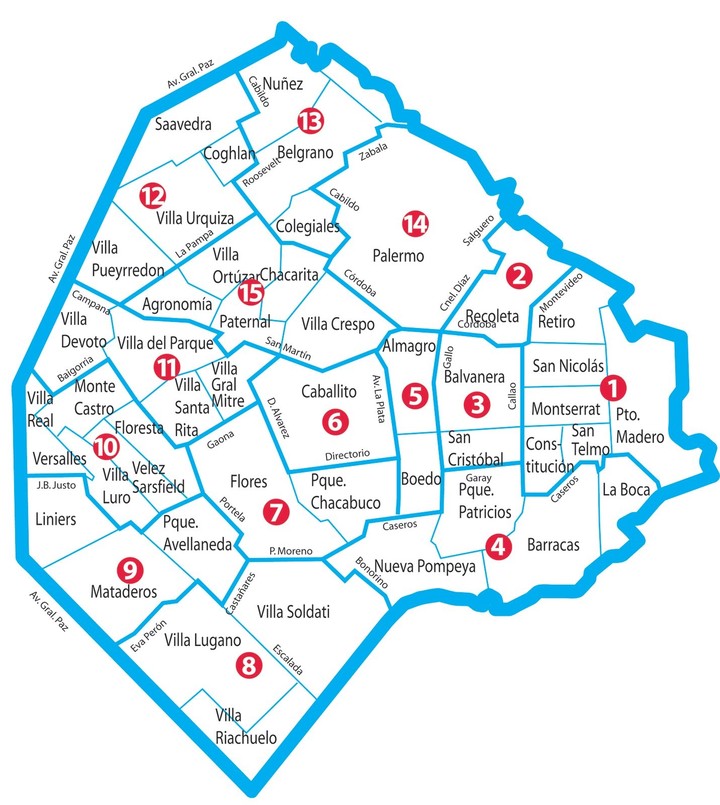 Av. Gral. Paz
Nuñez
Cabildo
Saavedra
13
Coghlan
Belgrano
Zabala
Roosevelt
12
Cabildo
Villa Urquiza
Colegiales
14
Salguero
Palermo
La Pampa
Av. Gral. Paz
Villa
Pueyrredon
Villa
Ortúzar
Chacarita
Córdoba
2
Cnel. Díaz
Montevideo
15
Campana
Agronomía
Recoleta
Córdoba
Retiro
Villa
Devoto
Paternal
Villa Crespo
Villa del Parque
San Martín
Almagro
Gallo
Balgorria
11
San Nicolás
Villa
Gral
Mitre
Monte
Castro
Villa
Santa
Rita
Caballito
6
Av. La Plata
5
Balvanera
3
Callao
1
Villa
Real
D. Alvarez
Montserrat
Pto.
Madero
Floresta
10
Gaona
San
Cristóbal
Cons-
titución
San
Telmo
Versalles
Directorio
Villa
Luro
Velez
Sarsfield
Flores
Pque.
Chacabuco
Boedo
Garay
Caseros
La Boca
J.B. Justo
Pque.
Patricios
Liniers
Portela
7
Pque.
Avellaneda
Caseros
4
Barracas
P. Moreno
9
Mataderos
Nueva Pompeya
Bonorino
Av. Gral. Paz
Castañares
Villa Soldati
Eva Perón
Villa Lugano
8
Escalada
Villa
Riachuelo